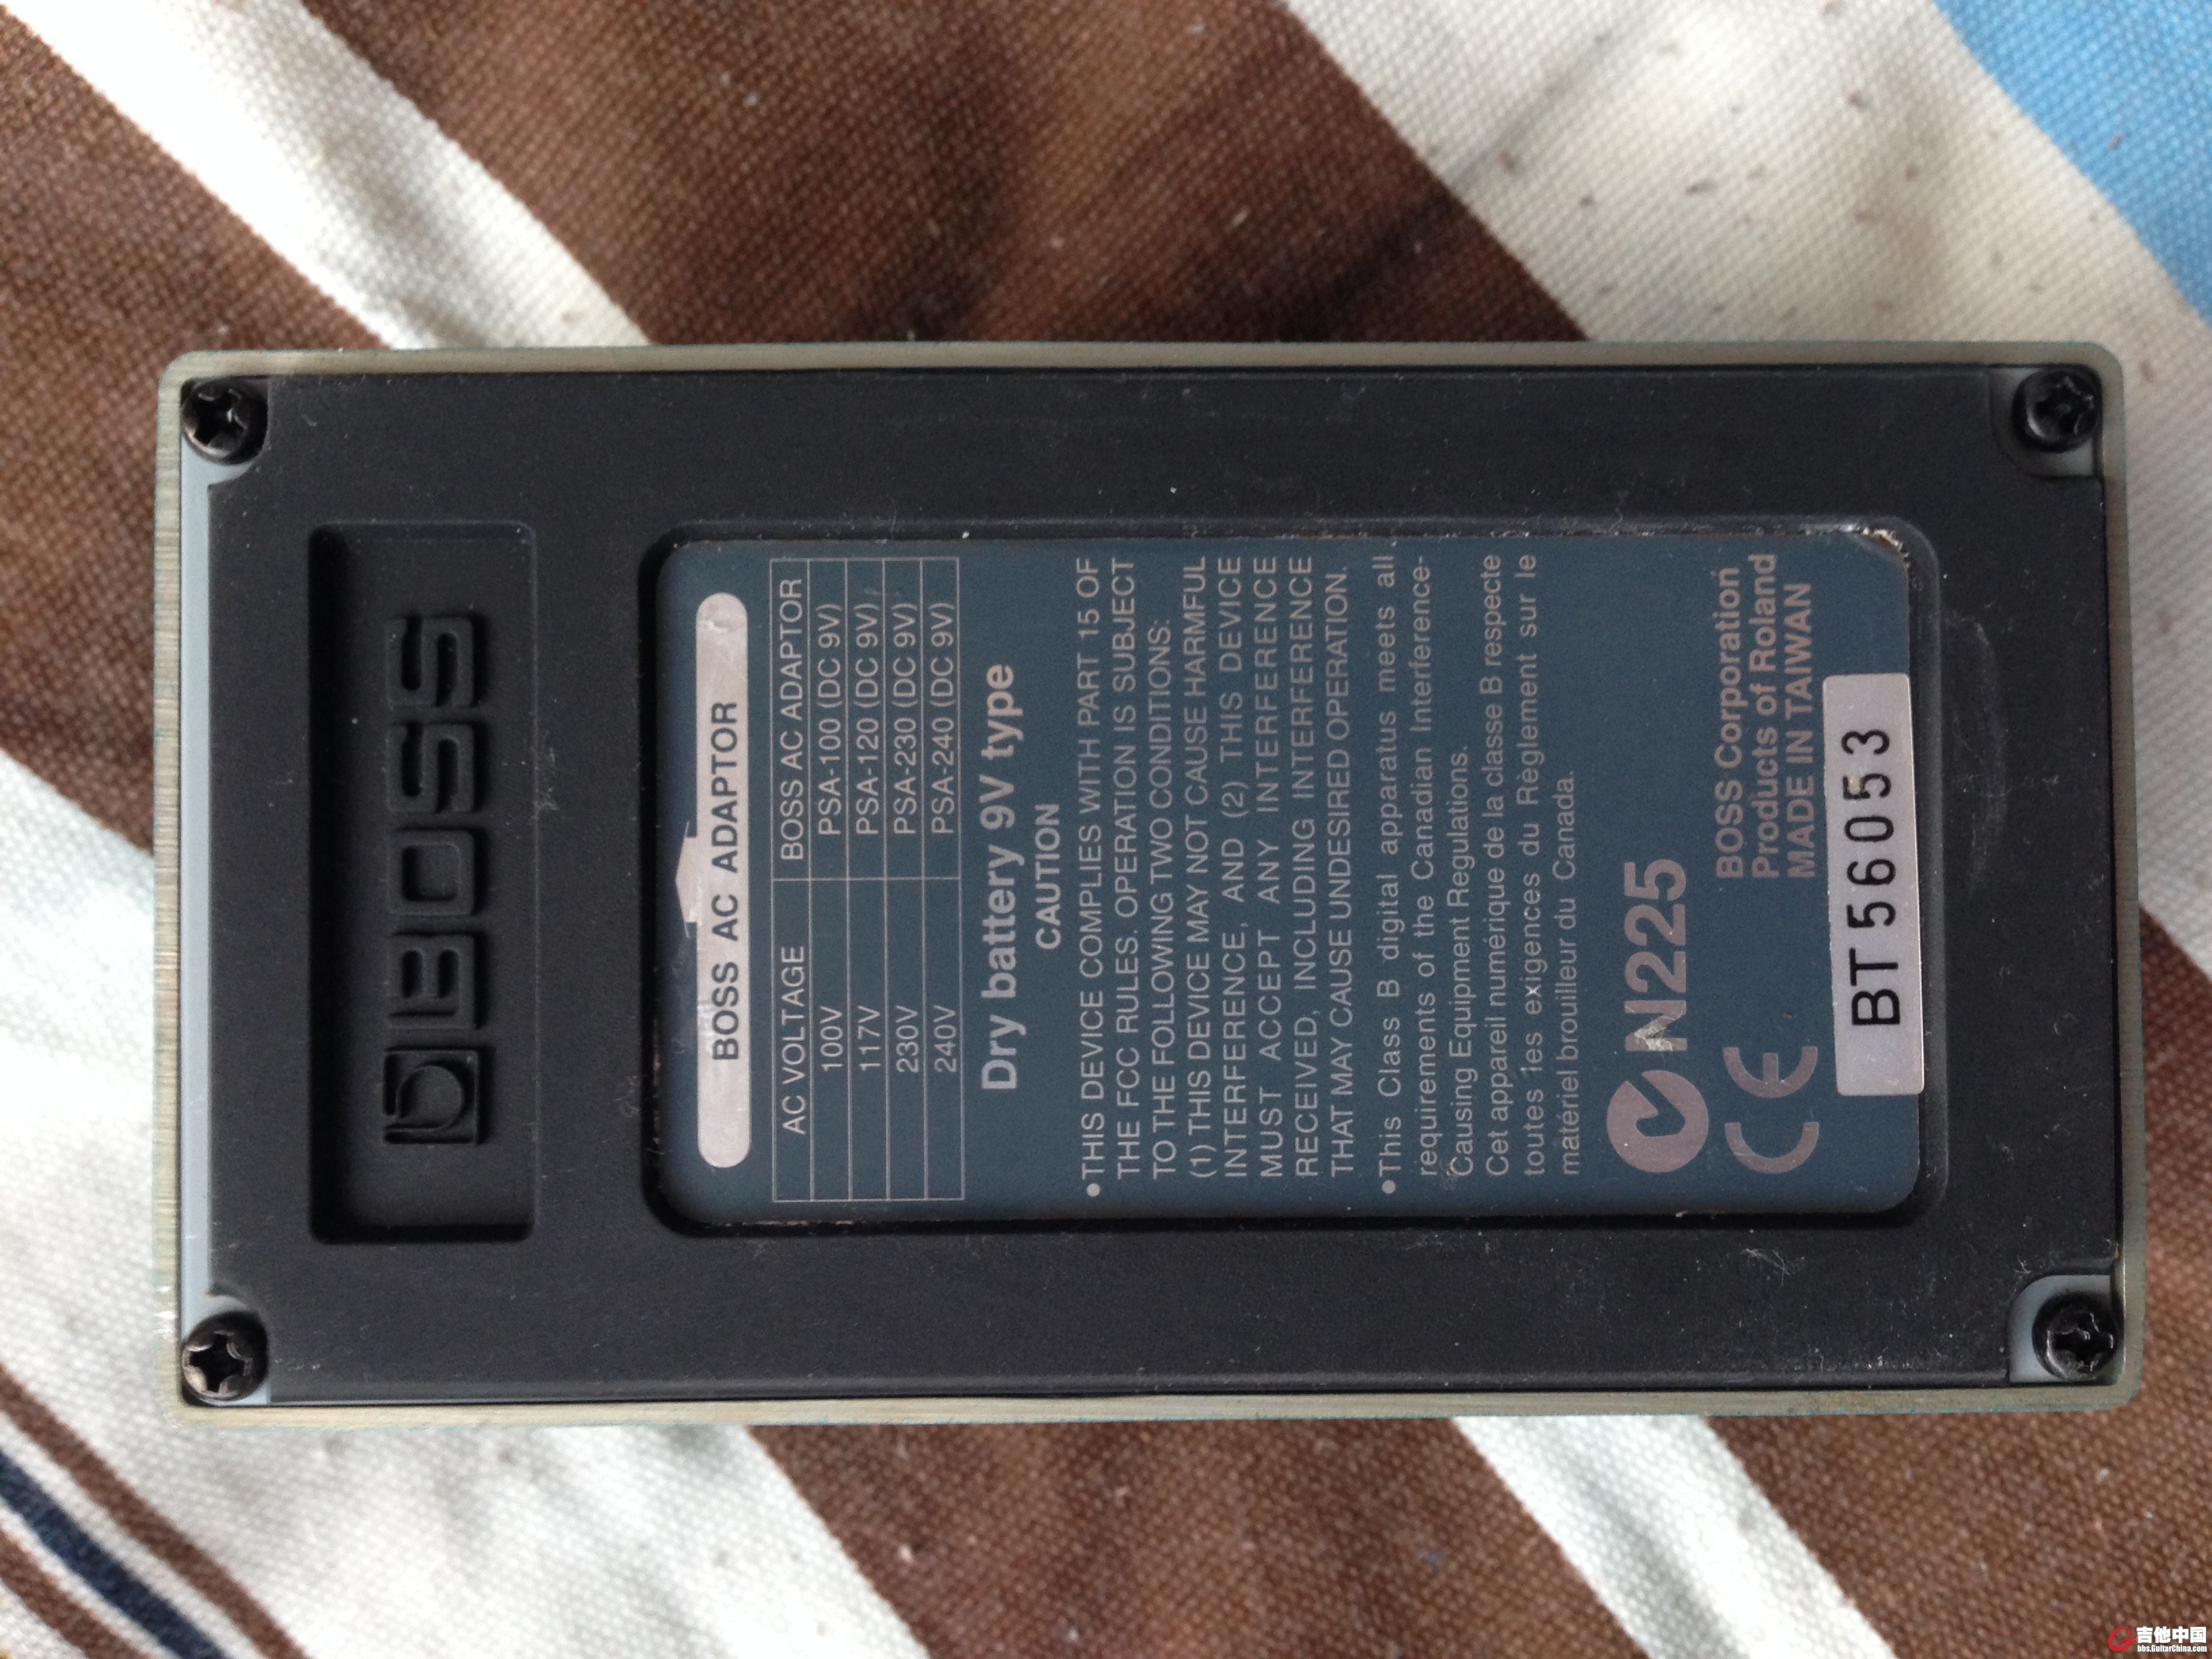 BOSS
BOSS AC ADAPTOR
AC VOLTAGE BOSS AC ADAPTOR
100V PSA-100 (DC 9V)
117V PSA-120 (DC 9V)
230V PSA-230 (DC 9V)
240V PSA-240 (DC 9V)
Dry battery 9V type
CAUTION
•THIS DEVICE COMPLIES WITH PART 15 OF
THE FCC RULES. OPERATION IS SUBJECT
TO THE FOLLOWING TWO CONDITIONS:
(1) THIS DEVICE MAY NOT CAUSE HARMFUL
INTERFERENCE, AND (2) THIS DEVICE
MUST ACCEPT ANY INTERFERENCE
RECEIVED, INCLUDING INTERFERENCE
THAT MAY CAUSE UNDESIRED OPERATION.
•This Class B digital apparatus meets all
requirements of the Canadian Interference-
Causing Equipment Regulations.
Cet appareil numérique de la classe B respecte
toutes les exigences du Règlement sur le
matériel brouilleur du Canada.
N225
CE
BOSS Corporation
Products of Roland
MADE IN TAIWAN
BT56053
吉他中国
bbs.GuitarChina.com